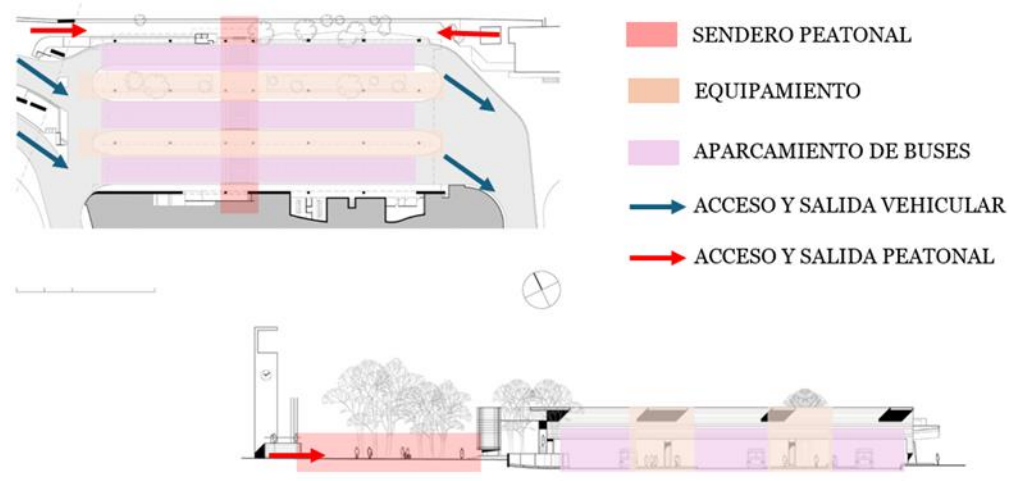 SENDERO PEATONAL
EQUIPAMIENTO
APARCAMIENTO DE BUSES
ACCESO Y SALIDA VEHICULAR
ACCESO Y SALIDA PEATONAL